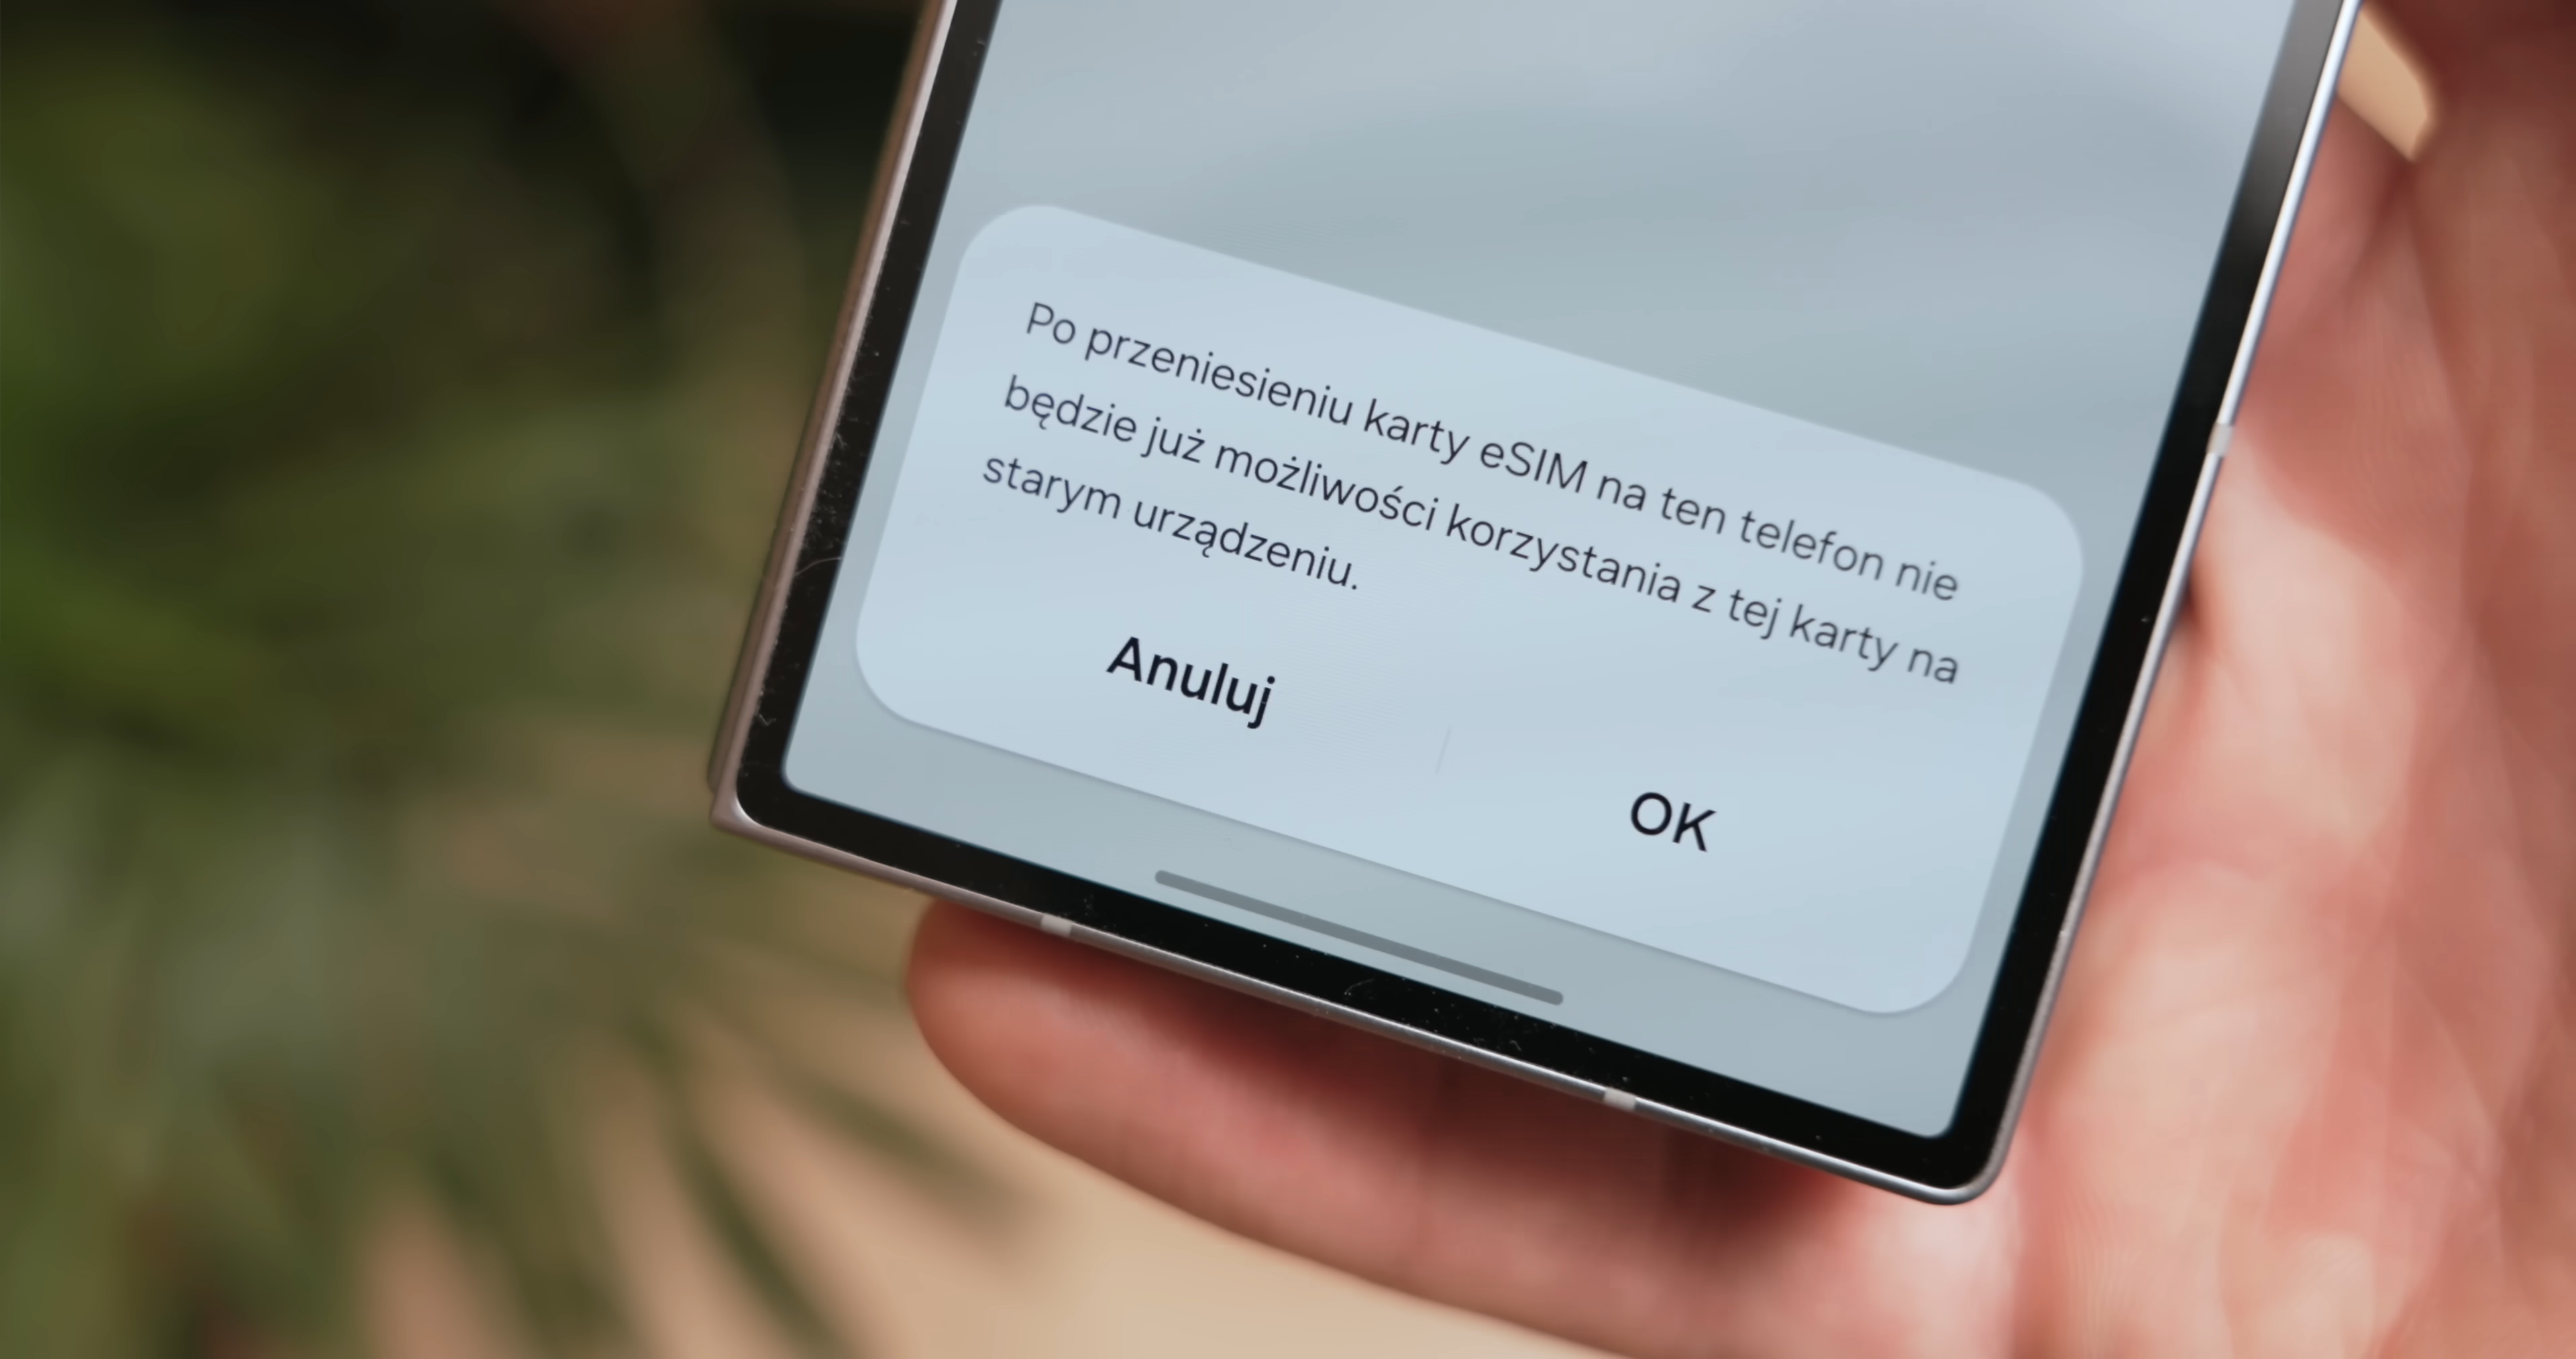 Po przeniesieniu karty eSIM na ten telefon nie
będzie już możliwości korzystania z tej karty na
starym urządzeniu.
Anuluj
OK